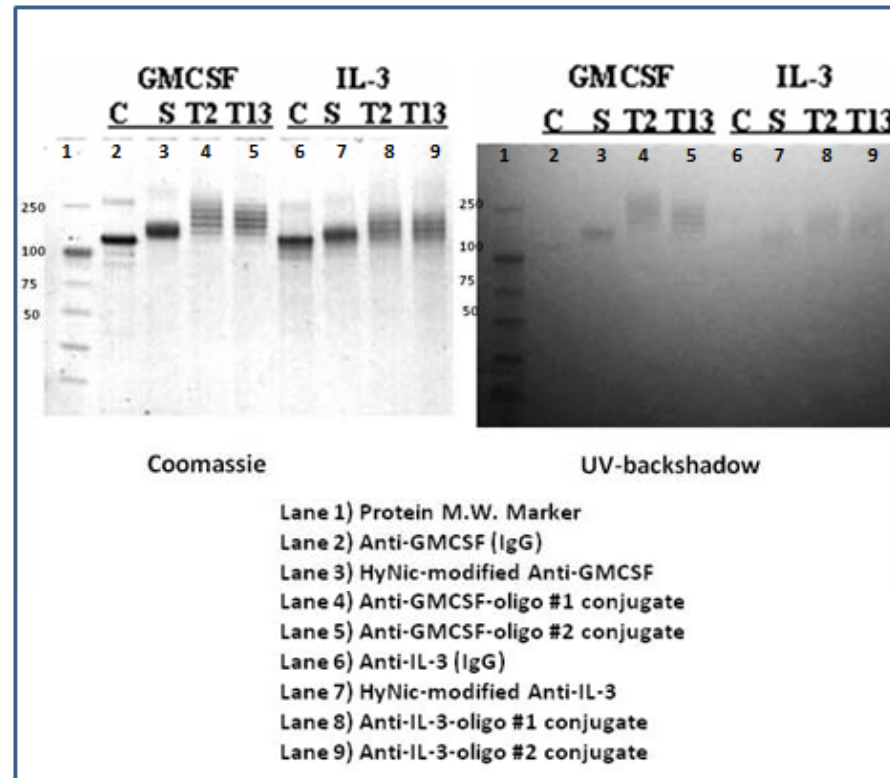 GMCSF IL-3
C S T2 T13 C S T2 T13
1 2 3 4 5 6 7 8 9
250
100
75
50
Coomassie
GMCSF IL-3
C S T2 T13 C S T2 T13
1 2 3 4 5 6 7 8 9
250
100
75
50
UV-backshadow
Lane 1) Protein M.W. Marker
Lane 2) Anti-GMCSF (IgG)
Lane 3) HyNic-modified Anti-GMCSF
Lane 4) Anti-GMCSF-oligo #1 conjugate
Lane 5) Anti-GMCSF-oligo #2 conjugate
Lane 6) Anti-IL-3 (IgG)
Lane 7) HyNic-modified Anti-IL-3
Lane 8) Anti-IL-3-oligo #1 conjugate
Lane 9) Anti-IL-3-oligo #2 conjugate